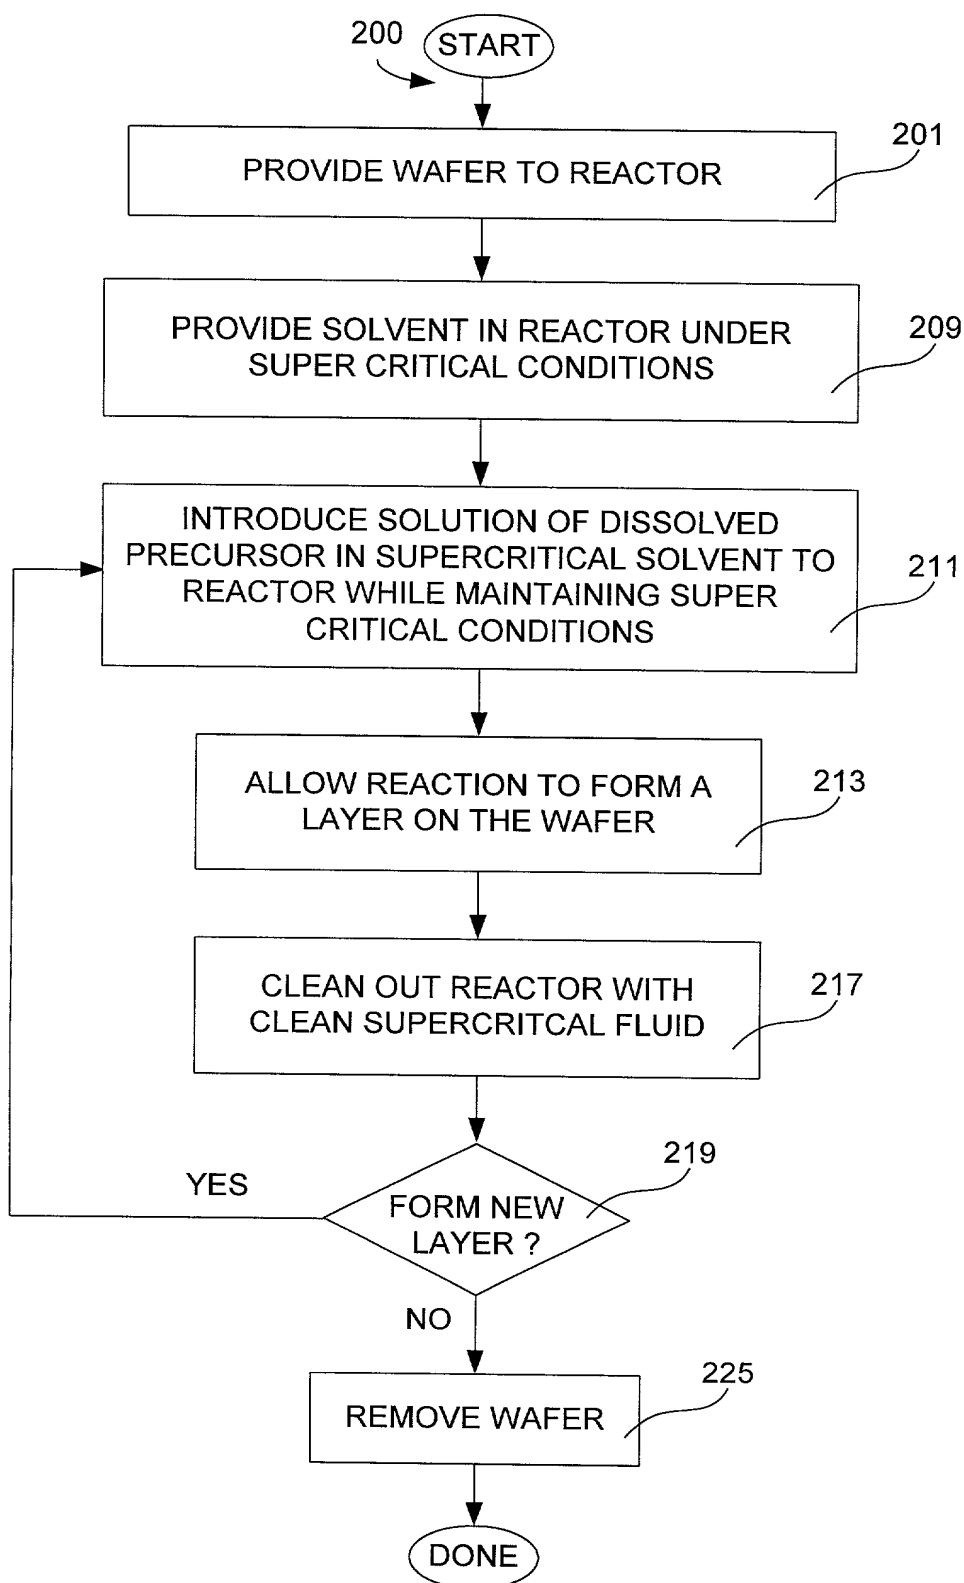 200
START
PROVIDE WAFER TO REACTOR
201
PROVIDE SOLVENT IN REACTOR UNDER
SUPER CRITICAL CONDITIONS
209
INTRODUCE SOLUTION OF DISSOLVED
PRECURSOR IN SUPERCRITICAL SOLVENT TO
REACTOR WHILE MAINTAINING SUPER
CRITICAL CONDITIONS
211
ALLOW REACTION TO FORM A
LAYER ON THE WAFER
213
CLEAN OUT REACTOR WITH
CLEAN SUPERCRITCAL FLUID
217
YES
FORM NEW
LAYER ?
219
NO
REMOVE WAFER
225
DONE